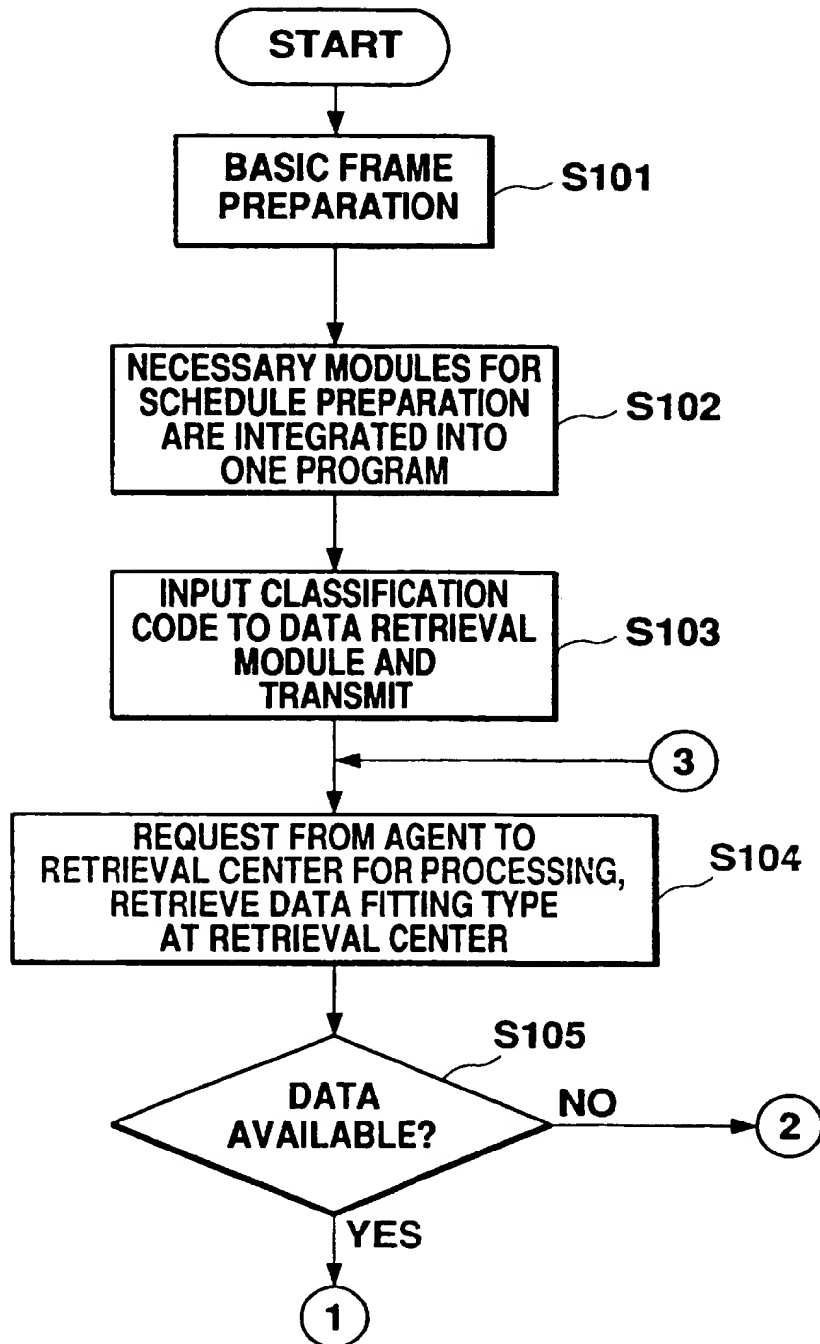 START
BASIC FRAME
PREPARATION
S101
NECESSARY MODULES FOR
SCHEDULE PREPARATION
ARE INTEGRATED INTO
ONE PROGRAM
S102
INPUT CLASSIFICATION
CODE TO DATA RETRIEVAL
MODULE AND
TRANSMIT
S103
3
REQUEST FROM AGENT TO
RETRIEVAL CENTER FOR PROCESSING,
RETRIEVE DATA FITTING TYPE
AT RETRIEVAL CENTER
S104
S105
DATA
AVAILABLE?
NO
2
YES
1